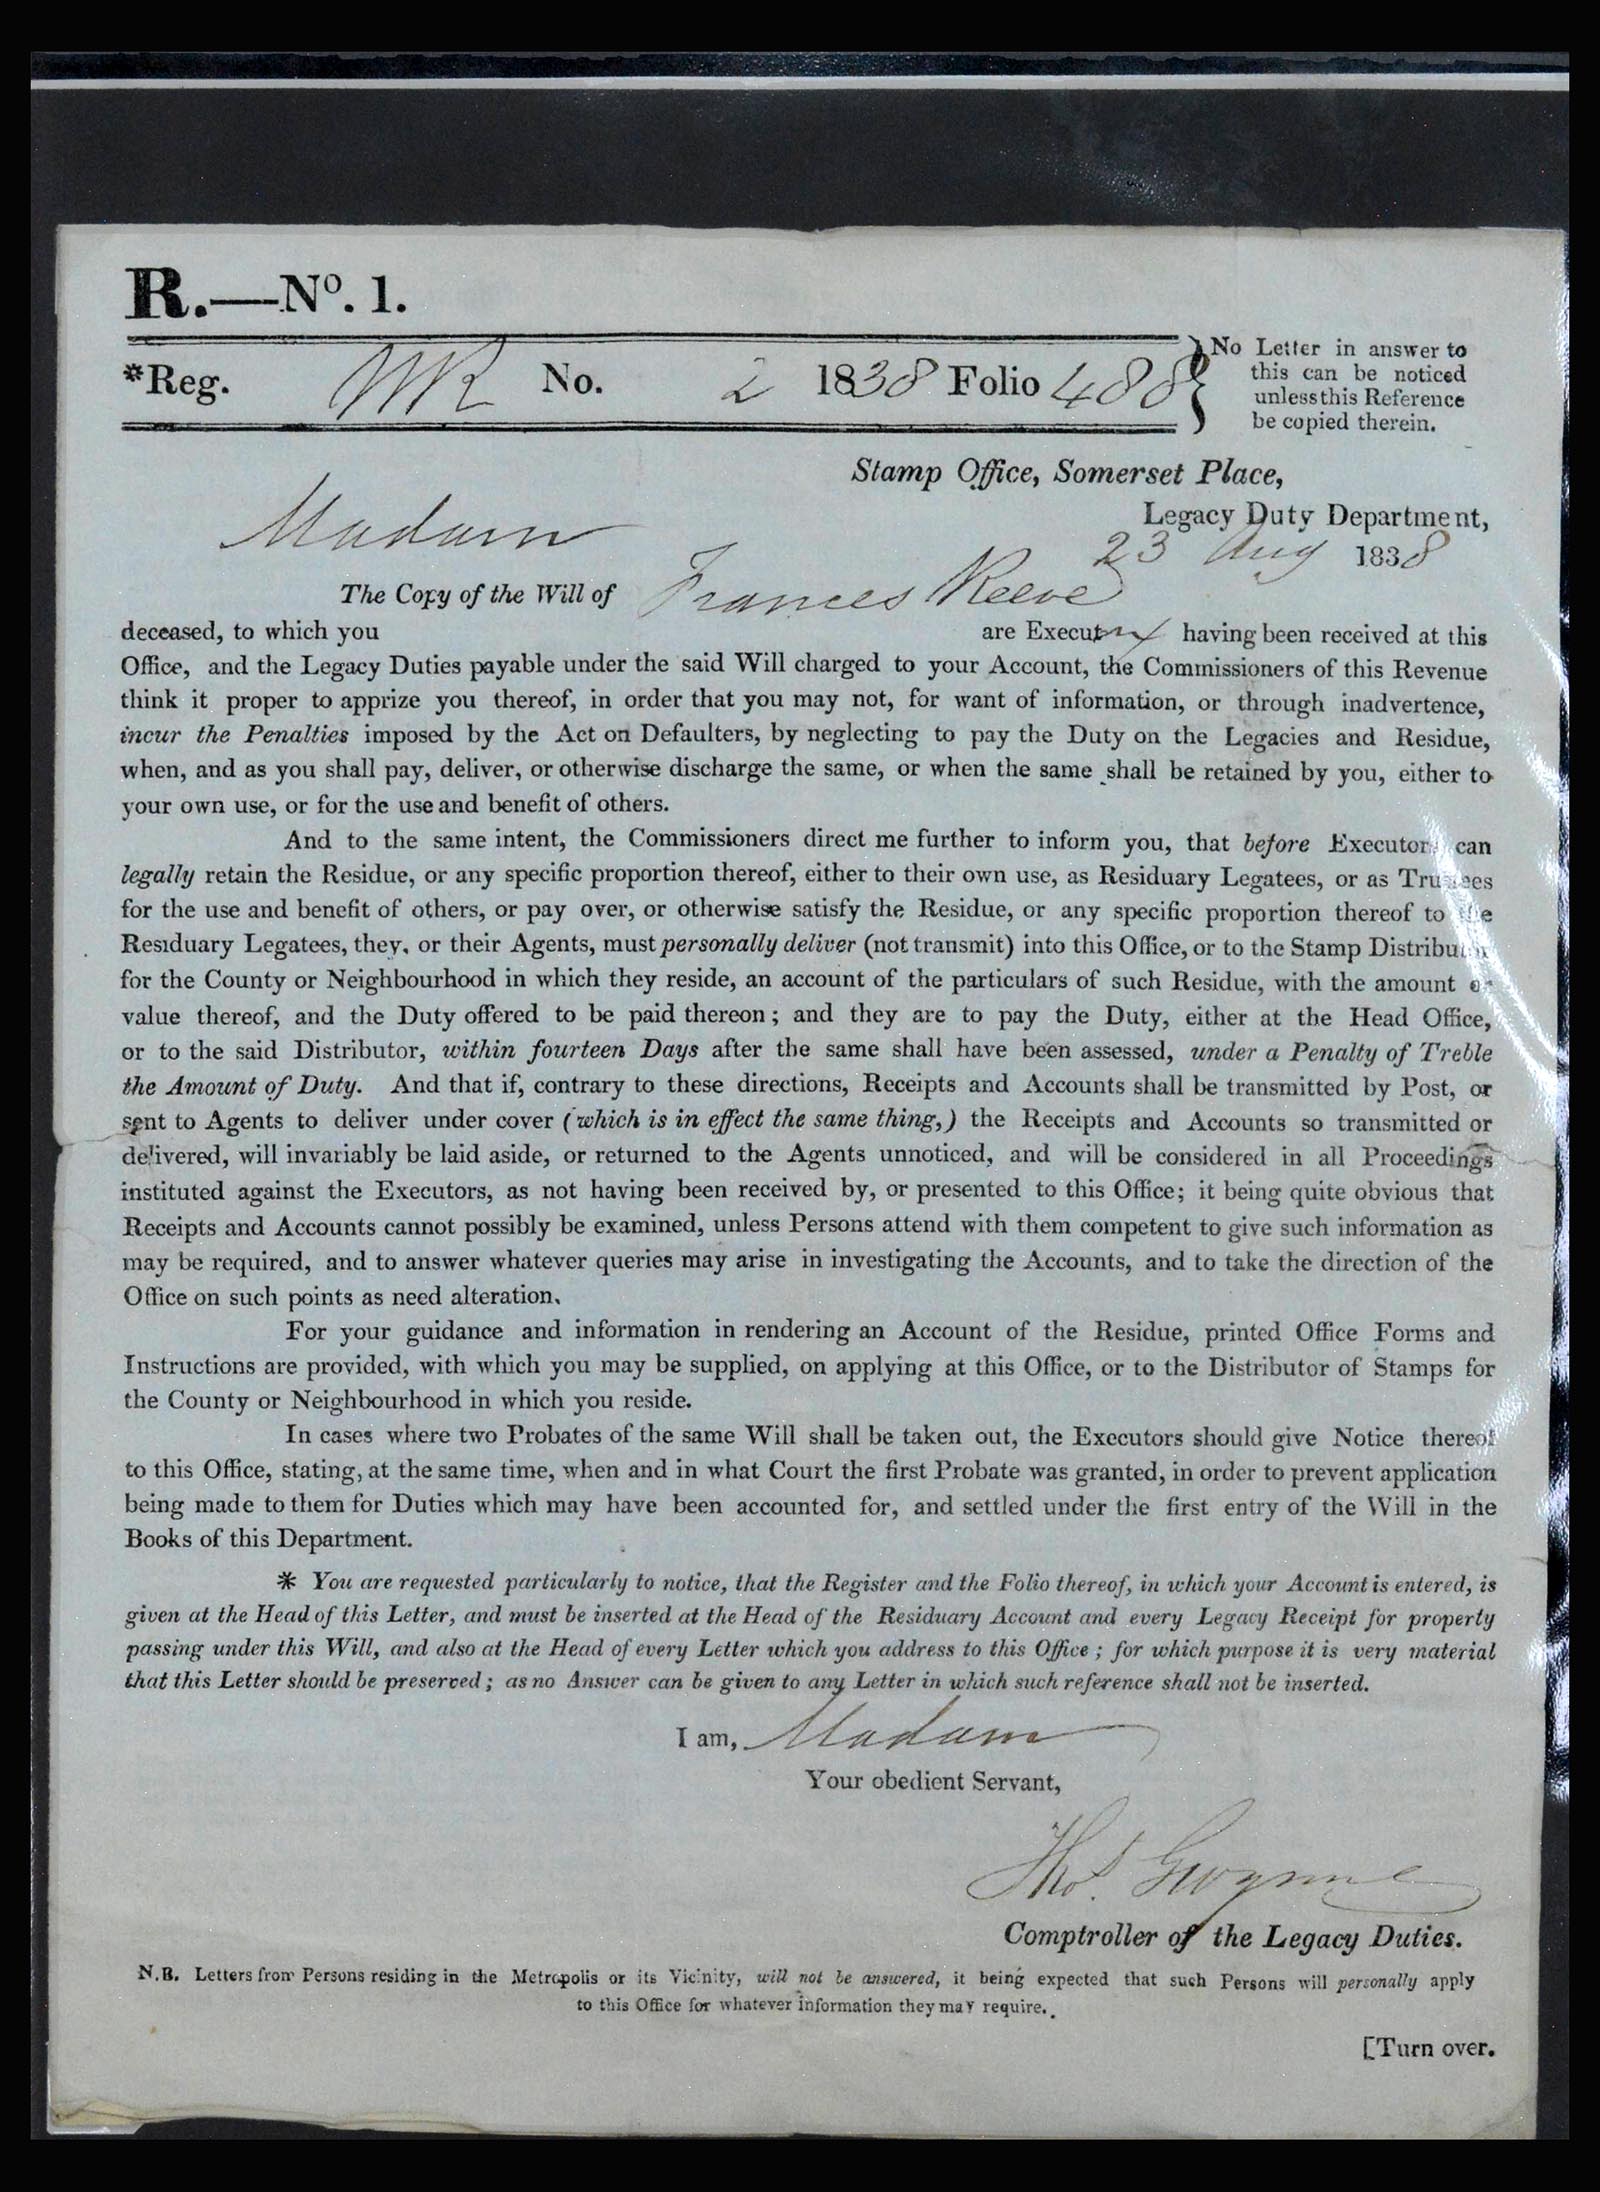 R.—No. 1.
*Reg. WR No. 2 1838 Folio 488
No Letter in answer to
this can be noticed
unless this Reference
be copied therein.
Stamp Office, Somerset Place,
Legacy Duty Department,
23 Aug 1838
Madam
The Copy of the Will of Frances Reeve
deceased, to which you are Executrix having been received at this
Office, and the Legacy Duties payable under the said Will charged to your Account, the Commissioners of this Revenue
think it proper to apprize you thereof, in order that you may not, for want of information, or through inadvertence,
incur the Penalties imposed by the Act on Defaulters, by neglecting to pay the Duty on the Legacies and Residue,
when, and as you shall pay, deliver, or otherwise discharge the same, or when the same shall be retained by you, either to
your own use, or for the use and benefit of others.
And to the same intent, the Commissioners direct me further to inform you, that before Executors can
legally retain the Residue, or any specific proportion thereof, either to their own use, as Residuary Legatees, or as Trustees
for the use and benefit of others, or pay over, or otherwise satisfy the Residue, or any specific proportion thereof to the
Residuary Legatees, they, or their Agents, must personally deliver (not transmit) into this Office, or to the Stamp Distributor
for the County or Neighbourhood in which they reside, an account of the particulars of such Residue, with the amount or
value thereof, and the Duty offered to be paid thereon; and they are to pay the Duty, either at the Head Office,
or to the said Distributor, within fourteen Days after the same shall have been assessed, under a Penalty of Treble
the Amount of Duty. And that if, contrary to these directions, Receipts and Accounts shall be transmitted by Post, or
sent to Agents to deliver under cover (which is in effect the same thing,) the Receipts and Accounts so transmitted or
delivered, will invariably be laid aside, or returned to the Agents unnoticed, and will be considered in all Proceedings
instituted against the Executors, as not having been received by, or presented to this Office; it being quite obvious that
Receipts and Accounts cannot possibly be examined, unless Persons attend with them competent to give such information as
may be required, and to answer whatever queries may arise in investigating the Accounts, and to take the direction of the
Office on such points as need alteration.
For your guidance and information in rendering an Account of the Residue, printed Office Forms and
Instructions are provided, with which you may be supplied, on applying at this Office, or to the Distributor of Stamps for
the County or Neighbourhood in which you reside.
In cases where two Probates of the same Will shall be taken out, the Executors should give Notice thereof
to this Office, stating, at the same time, when and in what Court the first Probate was granted, in order to prevent application
being made to them for Duties which may have been accounted for, and settled under the first entry of the Will in the
Books of this Department.
* You are requested particularly to notice, that the Register and the Folio thereof, in which your Account is entered, is
given at the Head of this Letter, and must be inserted at the Head of the Residuary Account and every Legacy Receipt for property
passing under this Will, and also at the Head of every Letter which you address to this Office; for which purpose it is very material
that this Letter should be preserved; as no Answer can be given to any Letter in which such reference shall not be inserted.
I am, Madam
Your obedient Servant,
Thos. Gwynne
Comptroller of the Legacy Duties.
N.B. Letters from Persons residing in the Metropolis or its Vicinity, will not be answered, it being expected that such Persons will personally apply
to this Office for whatever information they may require.
[Turn over.